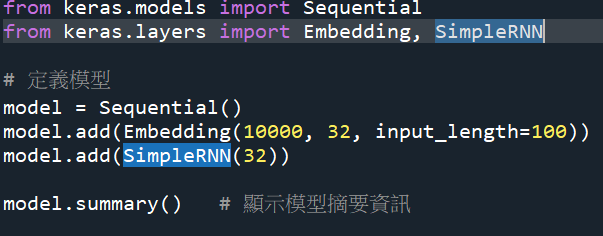 from keras.models import Sequential
from keras.layers import Embedding, SimpleRNN
# 定義模型
model = Sequential()
model.add(Embedding(10000, 32, input_length=100))
model.add(SimpleRNN(32))
model.summary()   # 顯示模型摘要資訊